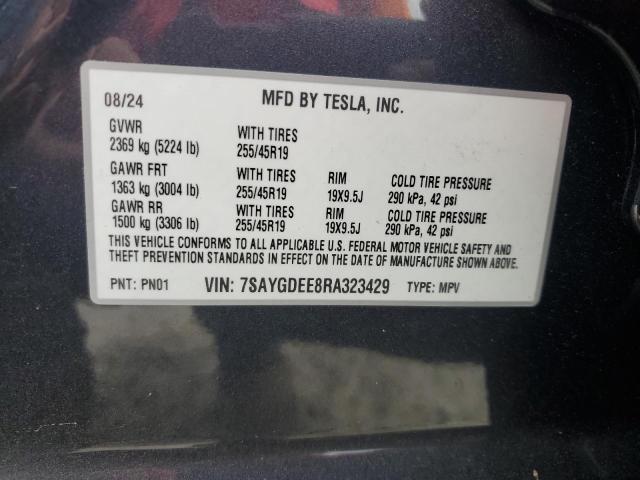 08/24 MFD BY TESLA, INC.
GVWR WITH TIRES
2369 kg (5224 lb) 255/45R19
GAWR FRT WITH TIRES RIM COLD TIRE PRESSURE
1363 kg (3004 lb) 255/45R19 19X9.5J 290 kPa, 42 psi
GAWR RR WITH TIRES RIM COLD TIRE PRESSURE
1500 kg (3306 lb) 255/45R19 19X9.5J 290 kPa, 42 psi
THIS VEHICLE CONFORMS TO ALL APPLICABLE U.S. FEDERAL MOTOR VEHICLE SAFETY AND
THEFT PREVENTION STANDARDS IN EFFECT ON THE DATE OF MANUFACTURE SHOWN ABOVE.
PNT: PN01 VIN: 7SAYGDEE8RA323429 TYPE: MPV